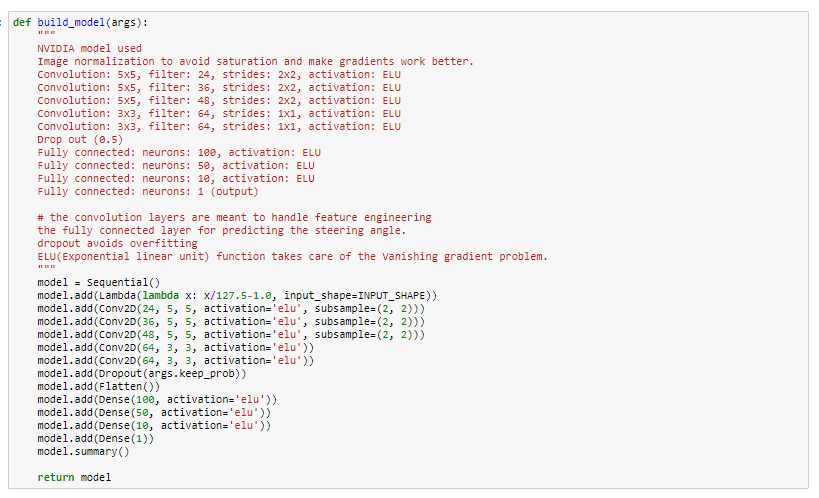 def build_model(args):
"""
NVIDIA model used
Image normalization to avoid saturation and make gradients work better.
Convolution: 5x5, filter: 24, strides: 2x2, activation: ELU
Convolution: 5x5, filter: 36, strides: 2x2, activation: ELU
Convolution: 5x5, filter: 48, strides: 2x2, activation: ELU
Convolution: 3x3, filter: 64, strides: 1x1, activation: ELU
Convolution: 3x3, filter: 64, strides: 1x1, activation: ELU
Drop out (0.5)
Fully connected: neurons: 100, activation: ELU
Fully connected: neurons: 50, activation: ELU
Fully connected: neurons: 10, activation: ELU
Fully connected: neurons: 1 (output)
# the convolution layers are meant to handle feature engineering
the fully connected layer for predicting the steering angle.
dropout avoids overfitting
ELU(Exponential linear unit) function takes care of the Vanishing gradient problem.
"""
model = Sequential()
model.add(Lambda(lambda x: x/127.5-1.0, input_shape=INPUT_SHAPE))
model.add(Conv2D(24, 5, 5, activation='elu', subsample=(2, 2)))
model.add(Conv2D(36, 5, 5, activation='elu', subsample=(2, 2)))
model.add(Conv2D(48, 5, 5, activation='elu', subsample=(2, 2)))
model.add(Conv2D(64, 3, 3, activation='elu'))
model.add(Conv2D(64, 3, 3, activation='elu'))
model.add(Dropout(args.keep_prob))
model.add(Flatten())
model.add(Dense(100, activation='elu'))
model.add(Dense(50, activation='elu'))
model.add(Dense(10, activation='elu'))
model.add(Dense(1))
model.summary()
return model